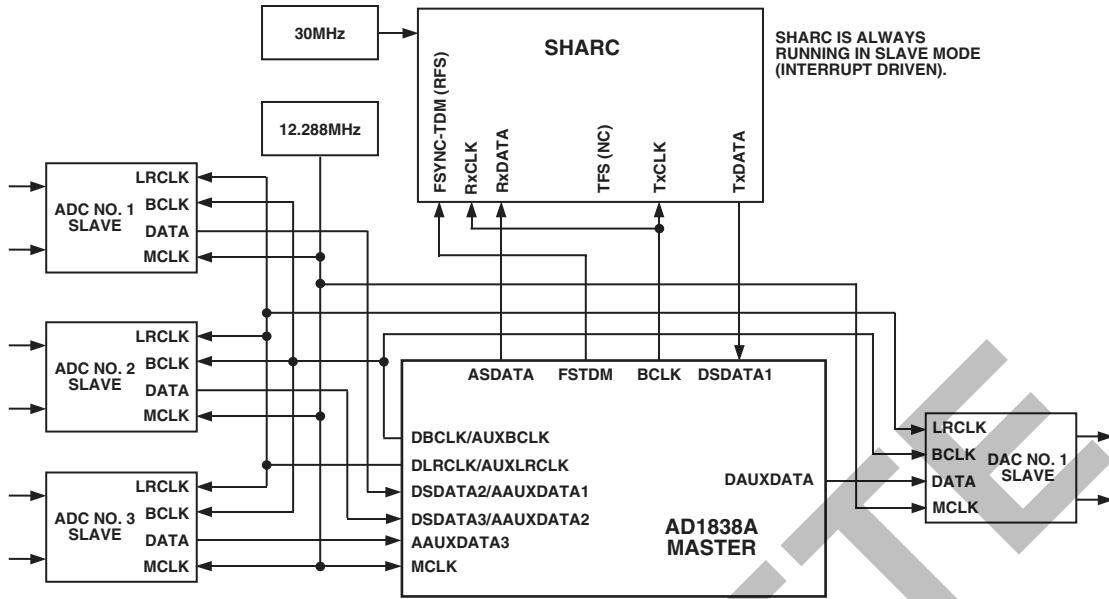 30MHz
SHARC
SHARC IS ALWAYS
RUNNING IN SLAVE MODE
(INTERRUPT DRIVEN).
12.288MHz
FSYNC-TDM (RFS)
RxCLK
RxDATA
TFS (NC)
TxCLK
TxDATA
ADC NO. 1
SLAVE
LRCLK
BCLK
DATA
MCLK
ADC NO. 2
SLAVE
LRCLK
BCLK
DATA
MCLK
ADC NO. 3
SLAVE
LRCLK
BCLK
DATA
MCLK
ASDATA
FSTDM
BCLK
DSDATA1
DBCLK/AUXBCLK
DLRCLK/AUXLRCLK
DSDATA2/AAUXDATA1
DSDATA3/AAUXDATA2
AAUXDATA3
MCLK
DAUXDATA
AD1838A
MASTER
LRCLK
BCLK
DATA
MCLK
DAC NO. 1
SLAVE
TE